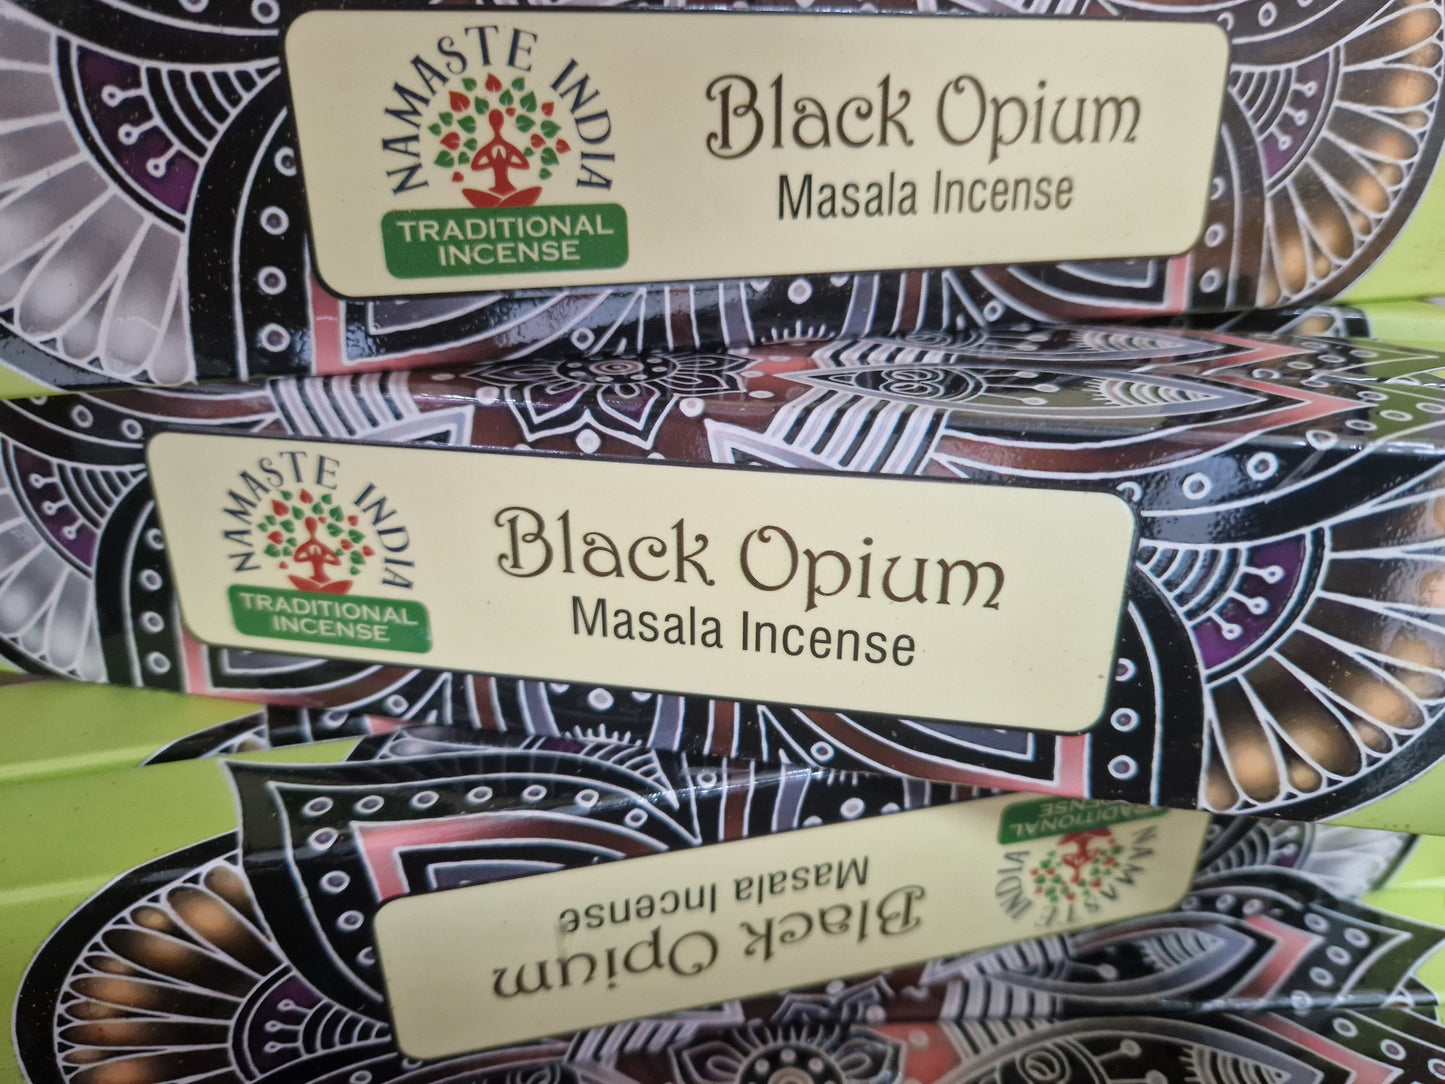 NAMASTE INDIA
TRADITIONAL
INCENSE
Black Opium
Masala Incense
NAMASTE INDIA
TRADITIONAL
INCENSE
Black Opium
Masala Incense
NAMASTE INDIA
TRADITIONAL
INCENSE
Black Opium
Masala Incense